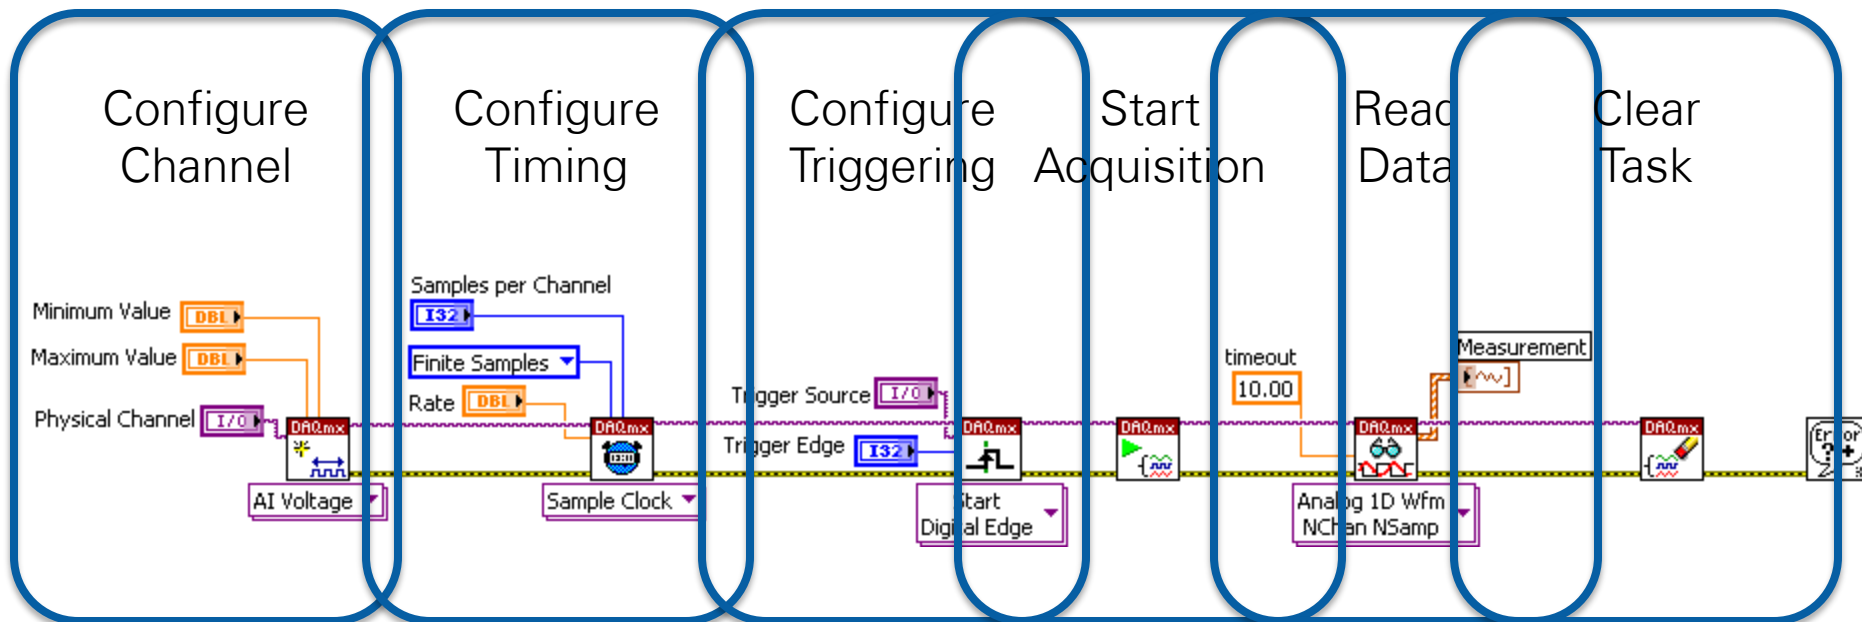 Configure
Channel
Configure
Timing
Configure
Triggering
Start
Acquisition
Read
Data
Clear
Task
Minimum Value
DBL
Maximum Value
DBL
Physical Channel
I/O
DAQmx
AI Voltage
Samples per Channel
I32
Finite Samples
Rate
DBL
DAQmx
Sample Clock
Trigger Source
I/O
Trigger Edge
I32
DAQmx
Start
Digital Edge
DAQmx
timeout
10.00
DAQmx
Analog 1D Wfm
NChan NSamp
Measurement
DAQmx
Error
?+